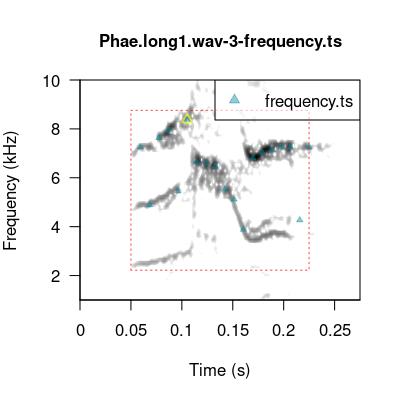 Phae.long1.wav-3-frequency.ts
frequency.ts
10
8
6
4
2
Frequency (kHz)
0 0.05 0.1 0.15 0.2 0.25
Time (s)